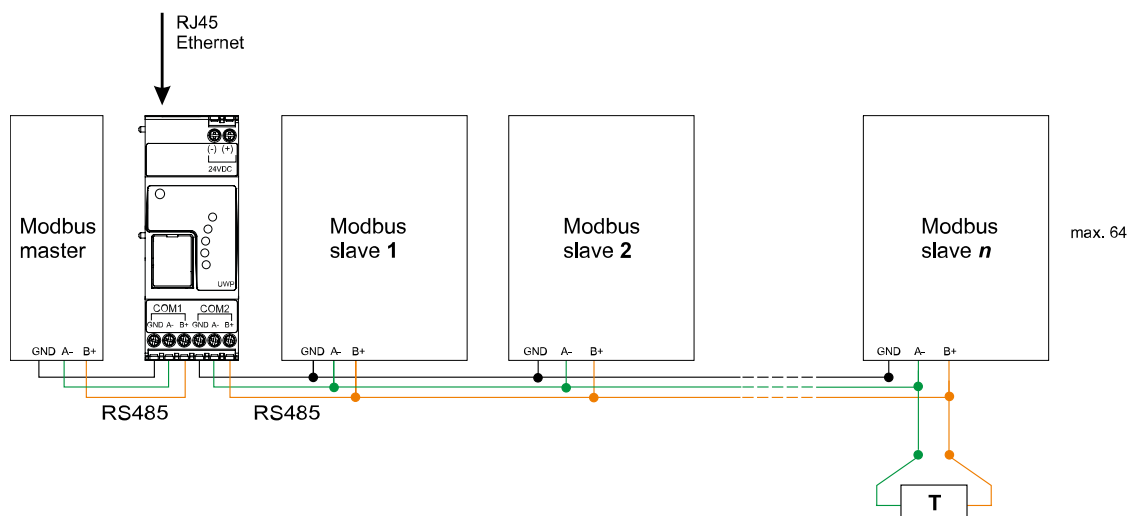 RJ45
Ethernet
(-) (+)
24VDC
Modbus
master
UWP
Modbus
slave 1
Modbus
slave 2
Modbus
slave n
max. 64
COM1 COM2
GND A- B+ GND A- B+
GND A- B+
GND A- B+
GND A- B+
GND A- B+
RS485
RS485
T